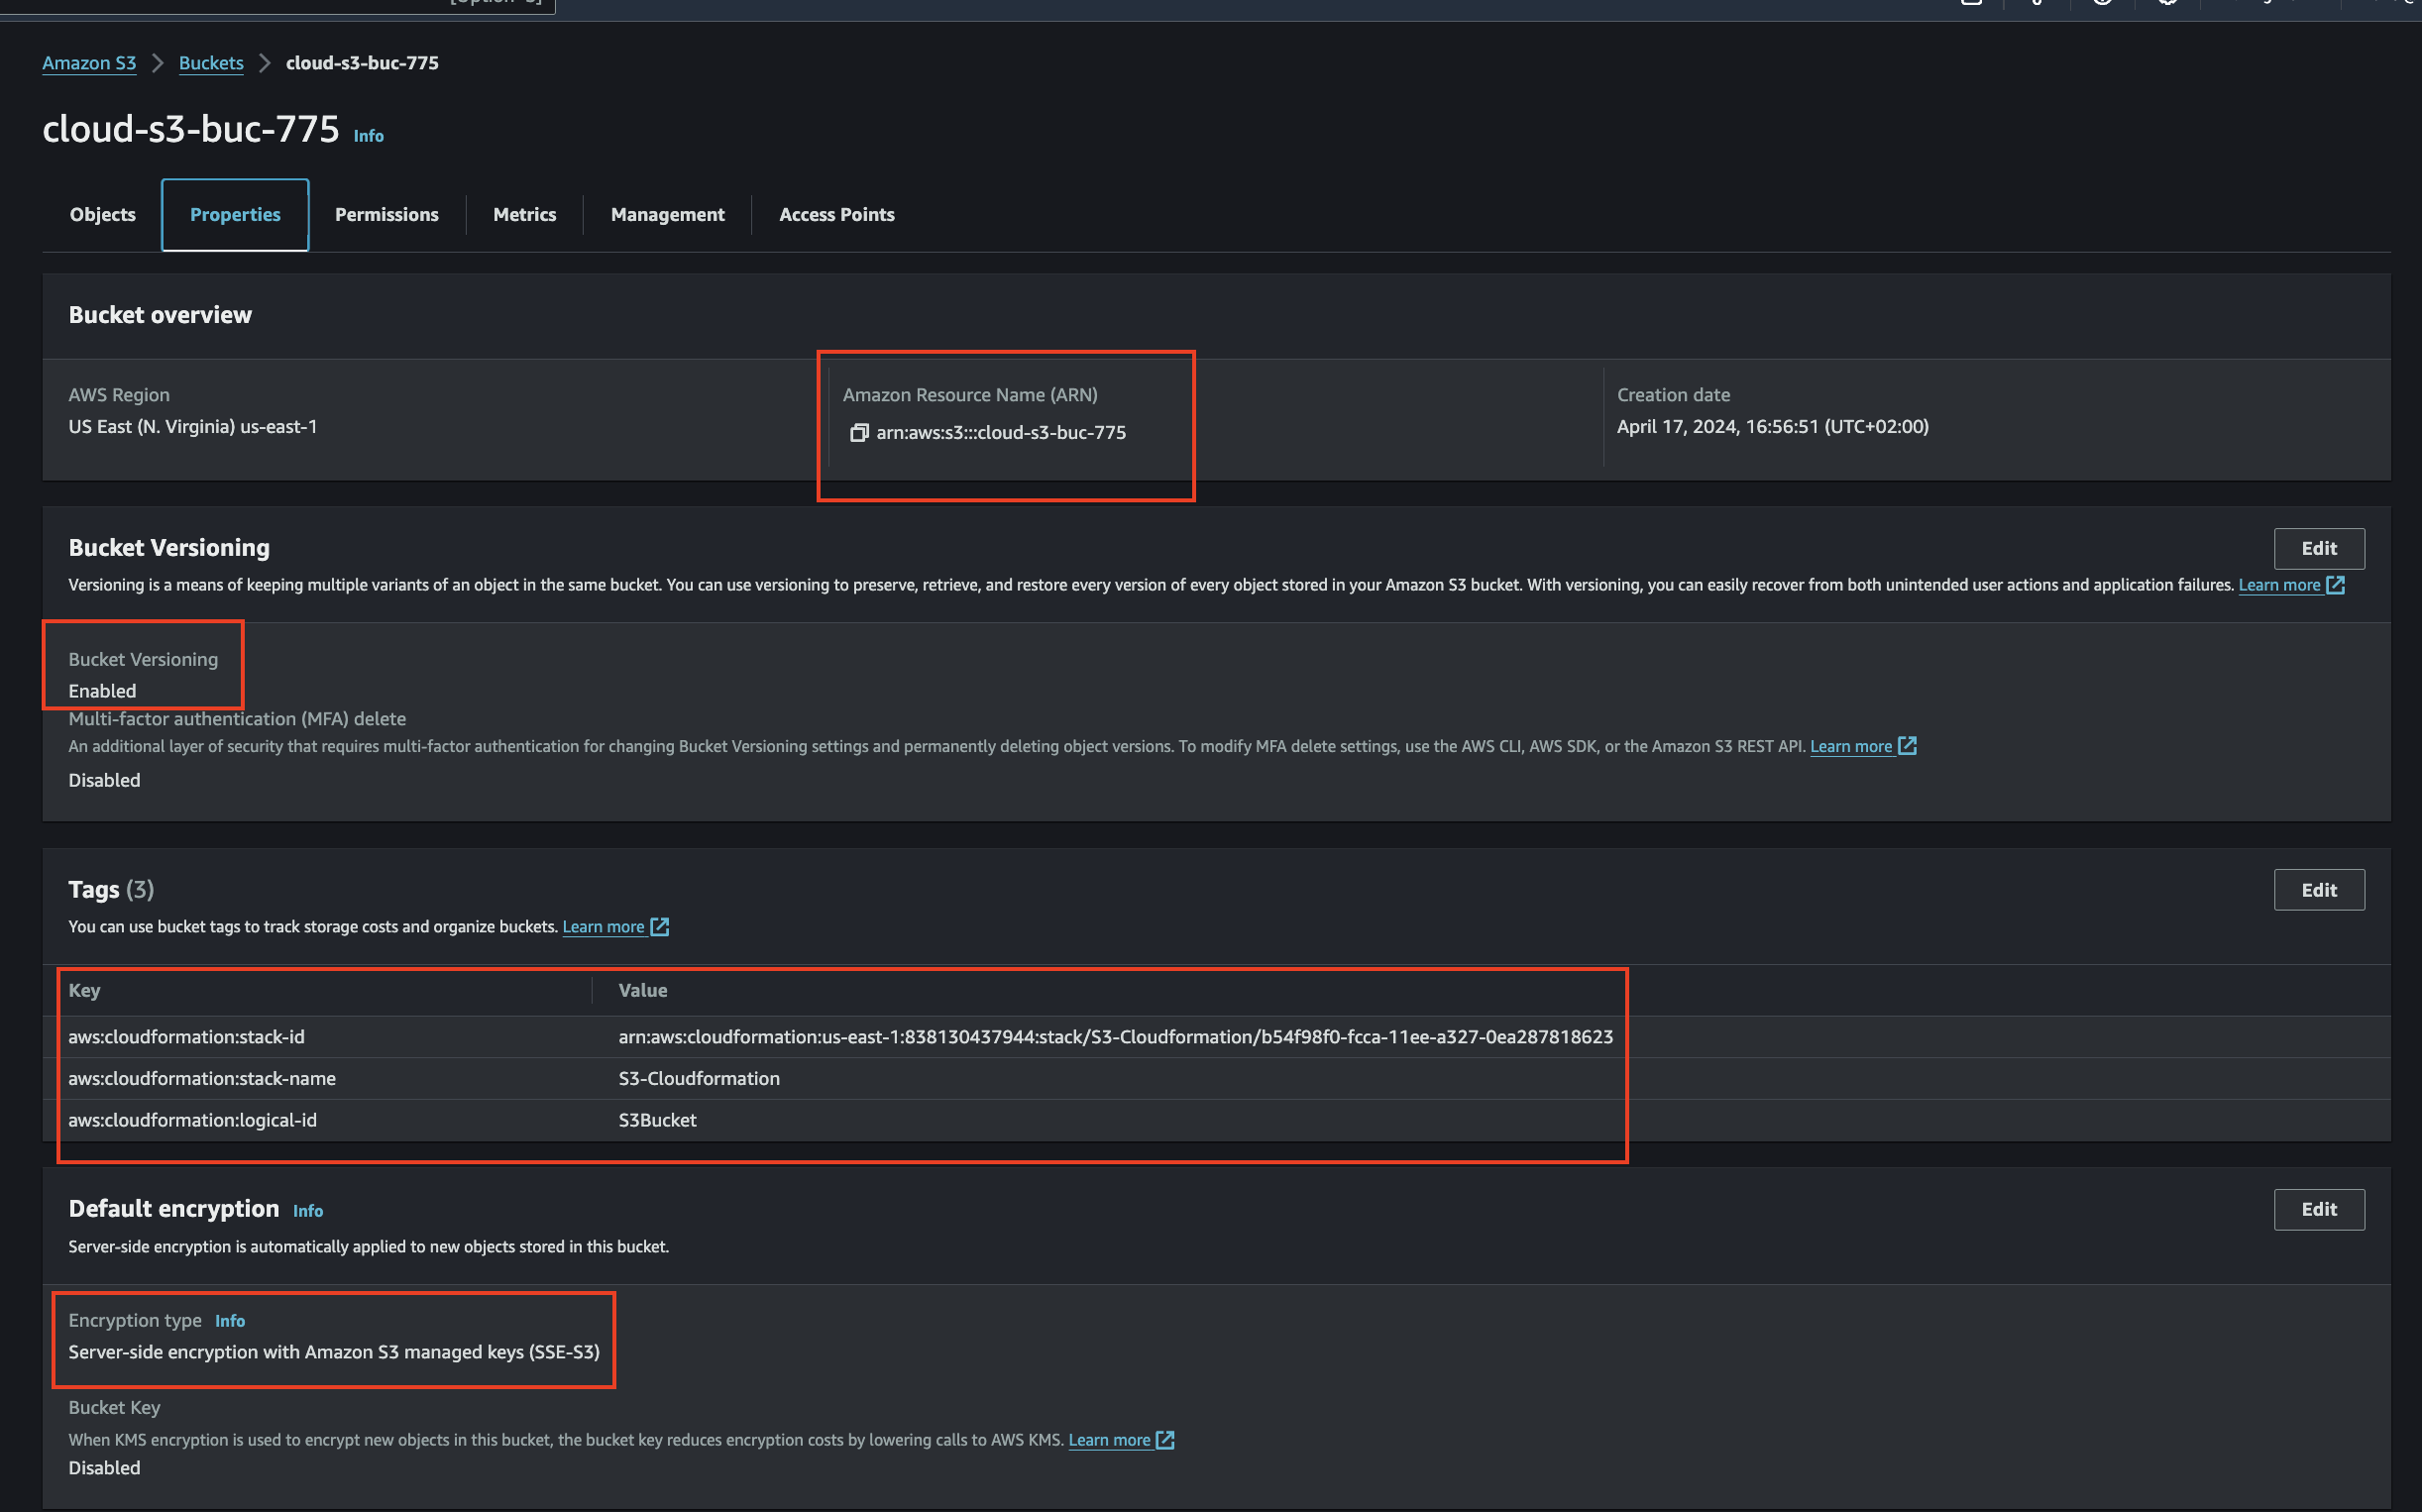 Amazon S3 > Buckets > cloud-s3-buc-775
cloud-s3-buc-775 Info
Objects Properties Permissions Metrics Management Access Points
Bucket overview
AWS Region
US East (N. Virginia) us-east-1
Amazon Resource Name (ARN)
arn:aws:s3:::cloud-s3-buc-775
Creation date
April 17, 2024, 16:56:51 (UTC+02:00)
Bucket Versioning
Edit
Versioning is a means of keeping multiple variants of an object in the same bucket. You can use versioning to preserve, retrieve, and restore every version of every object stored in your Amazon S3 bucket. With versioning, you can easily recover from both unintended user actions and application failures. Learn more
Bucket Versioning
Enabled
Multi-factor authentication (MFA) delete
An additional layer of security that requires multi-factor authentication for changing Bucket Versioning settings and permanently deleting object versions. To modify MFA delete settings, use the AWS CLI, AWS SDK, or the Amazon S3 REST API. Learn more
Disabled
Tags (3)
Edit
You can use bucket tags to track storage costs and organize buckets. Learn more
Key Value
aws:cloudformation:stack-id arn:aws:cloudformation:us-east-1:838130437944:stack/S3-Cloudformation/b54f98f0-fcca-11ee-a327-0ea287818623
aws:cloudformation:stack-name S3-Cloudformation
aws:cloudformation:logical-id S3Bucket
Default encryption Info
Edit
Server-side encryption is automatically applied to new objects stored in this bucket.
Encryption type Info
Server-side encryption with Amazon S3 managed keys (SSE-S3)
Bucket Key
When KMS encryption is used to encrypt new objects in this bucket, the bucket key reduces encryption costs by lowering calls to AWS KMS. Learn more
Disabled